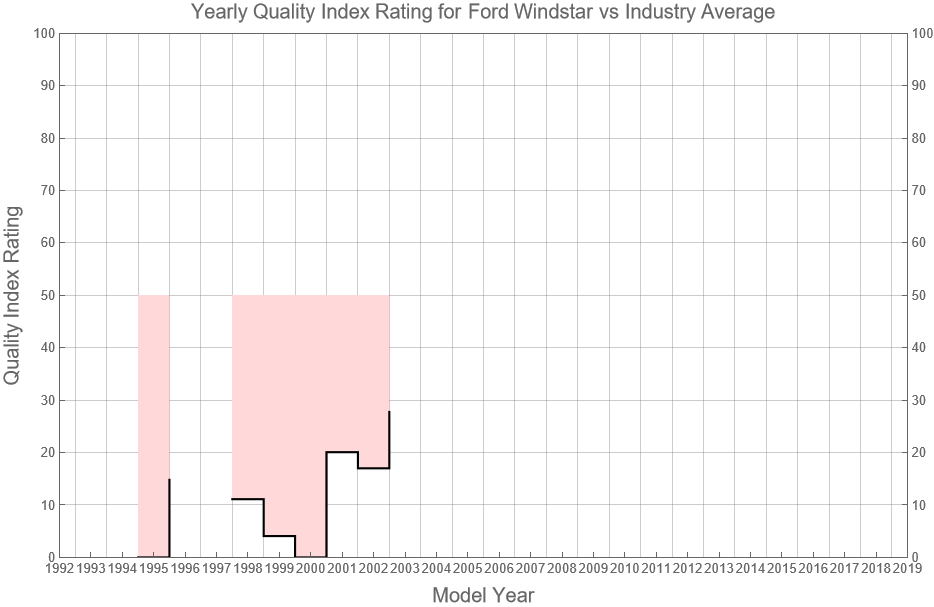 Yearly Quality Index Rating for Ford Windstar vs Industry Average
100 100
90 90
80 80
70 70
60 60
50 50
40 40
30 30
20 20
10 10
0 0
Quality Index Rating
1992 1993 1994 1995 1996 1997 1998 1999 2000 2001 2002 2003 2004 2005 2006 2007 2008 2009 2010 2011 2012 2013 2014 2015 2016 2017 2018 2019
Model Year